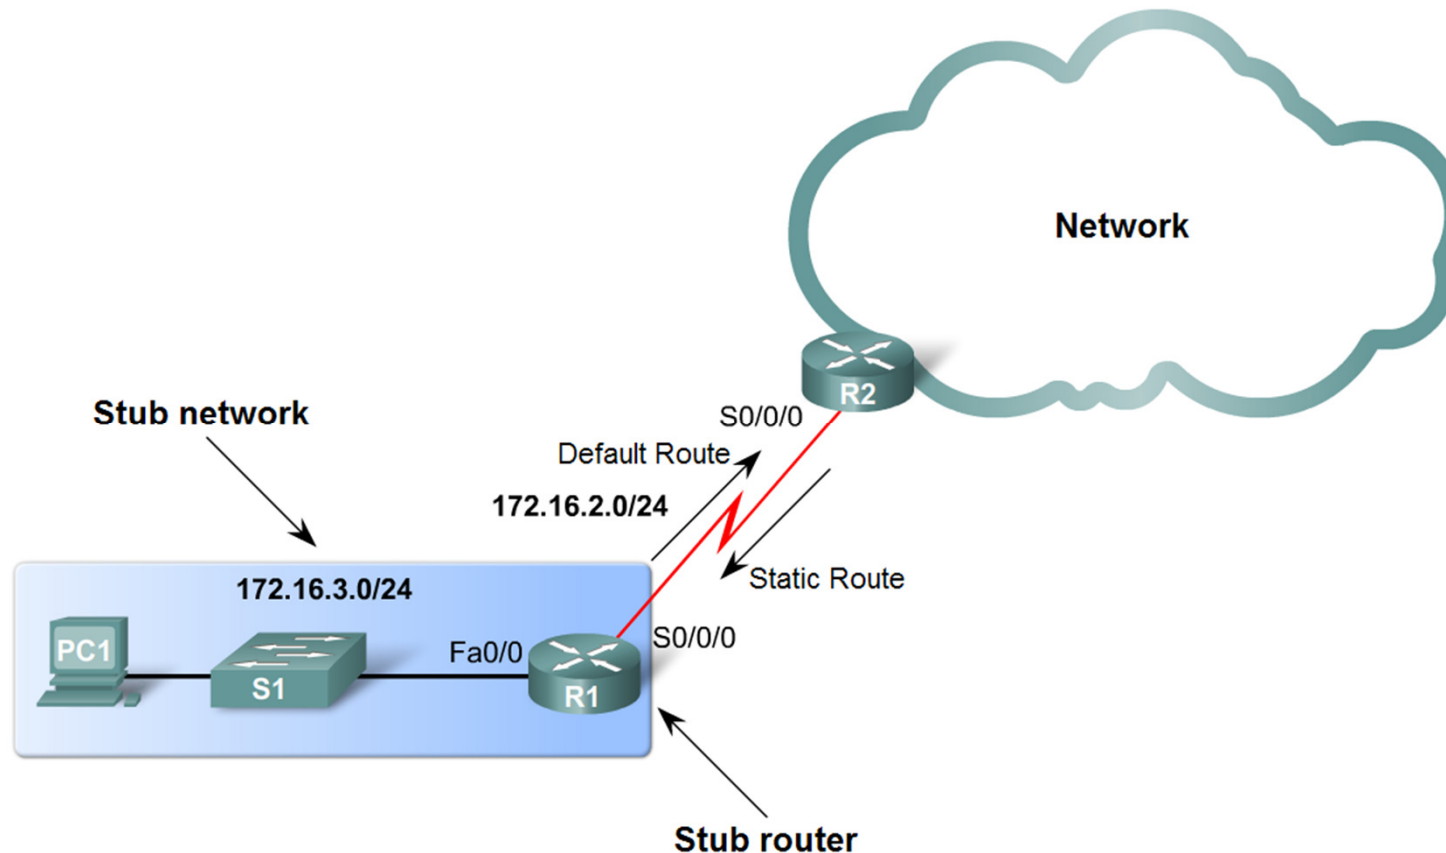 Network
R2
S0/0/0
Stub network
Default Route
172.16.2.0/24
Static Route
172.16.3.0/24
PC1
S1
Fa0/0
R1
S0/0/0
Stub router